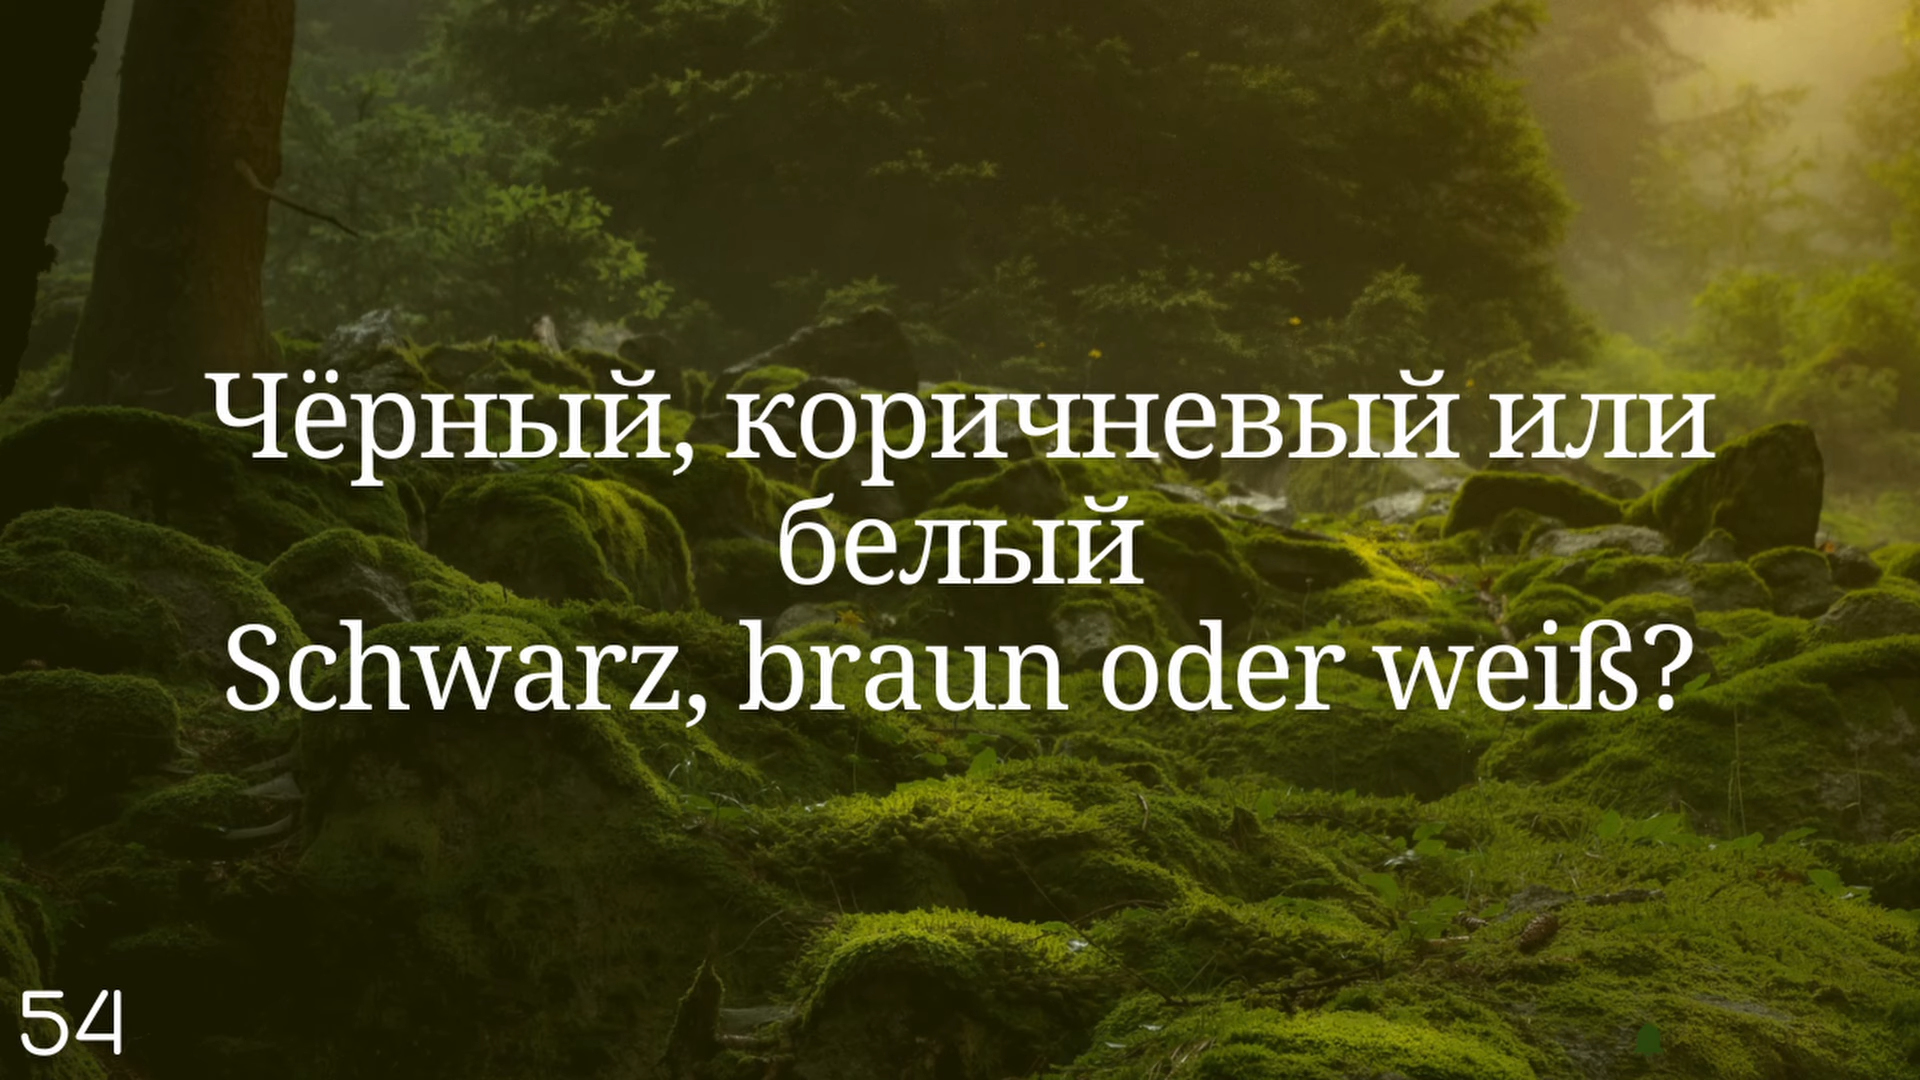 Чёрный, коричневый или
белый
Schwarz, braun oder weiß?
54